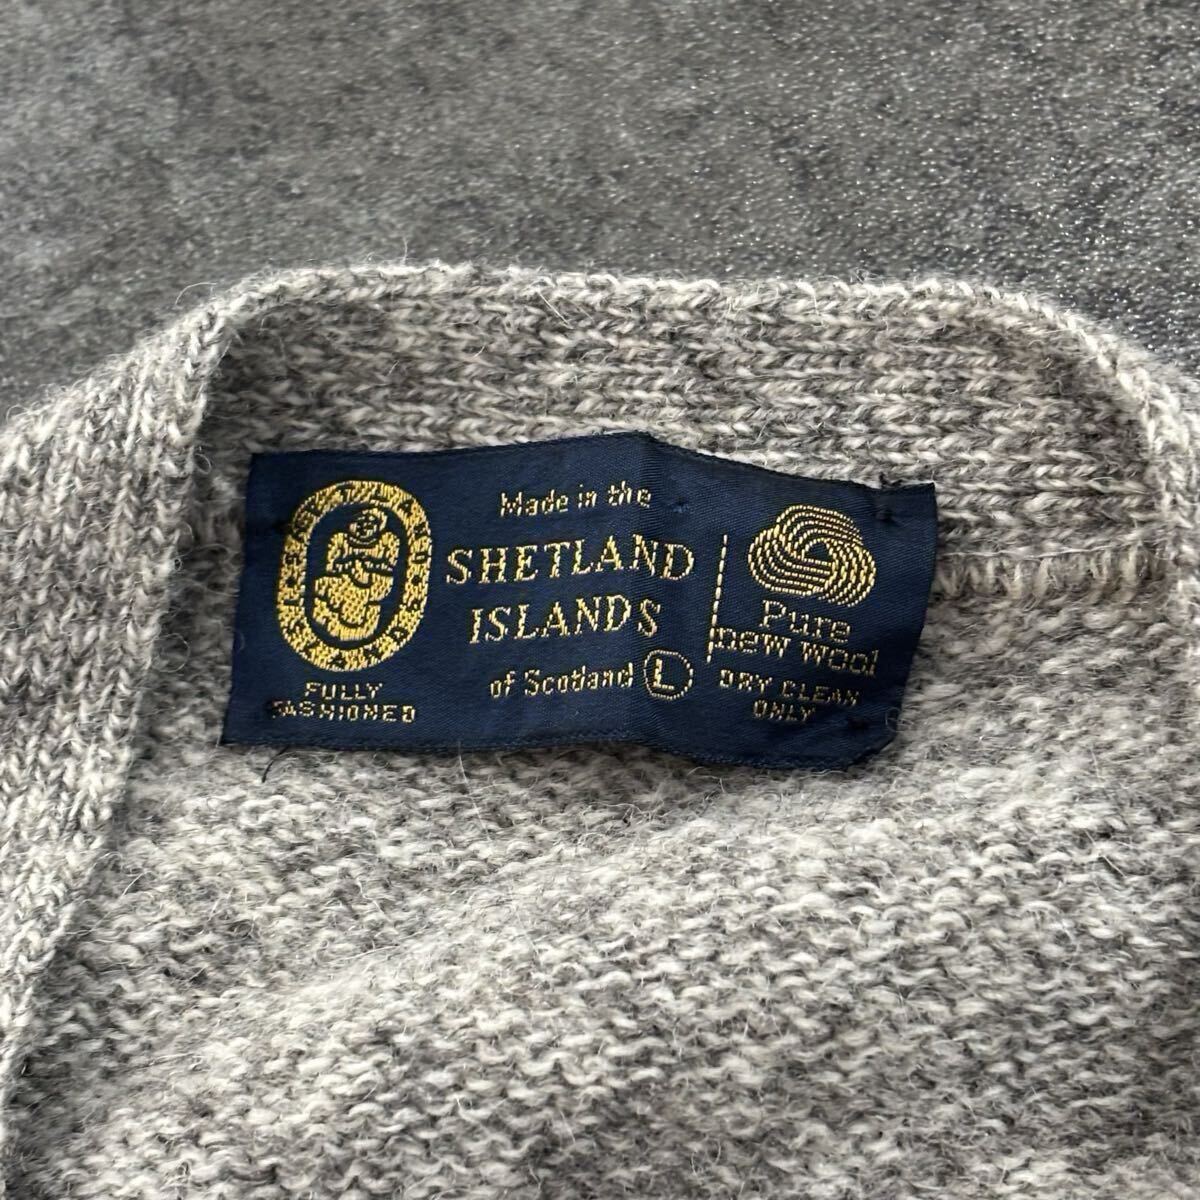 FULLY
FASHIONED
Made in the
SHETLAND
ISLANDS
of Scotland L
Pure
new wool
DRY CLEAN
ONLY